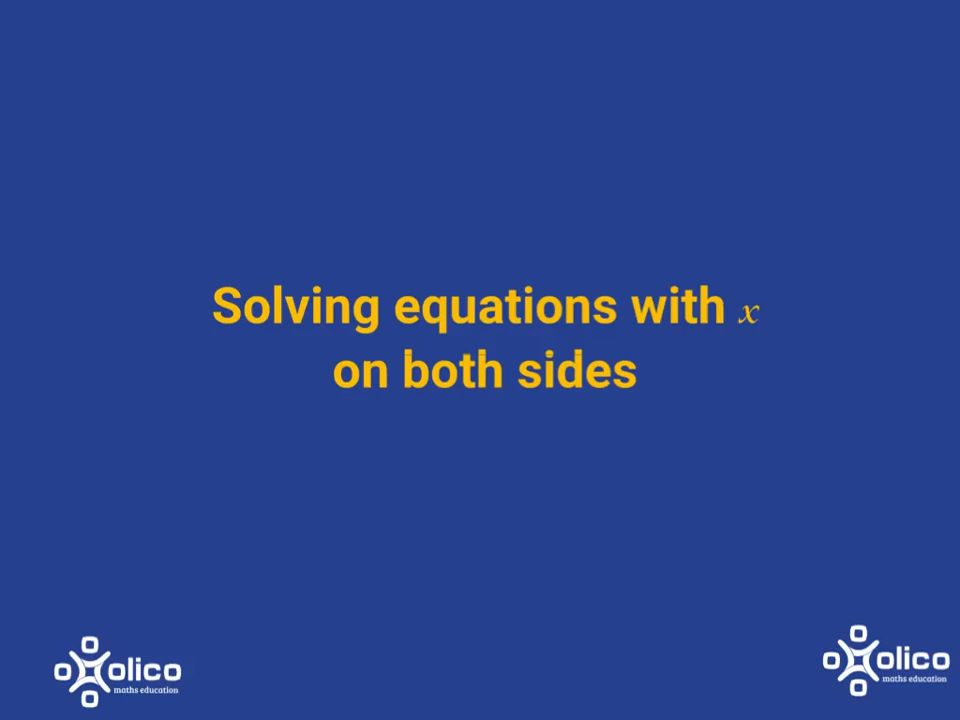 Solving equations with x
on both sides
olico
maths education
olico
maths education